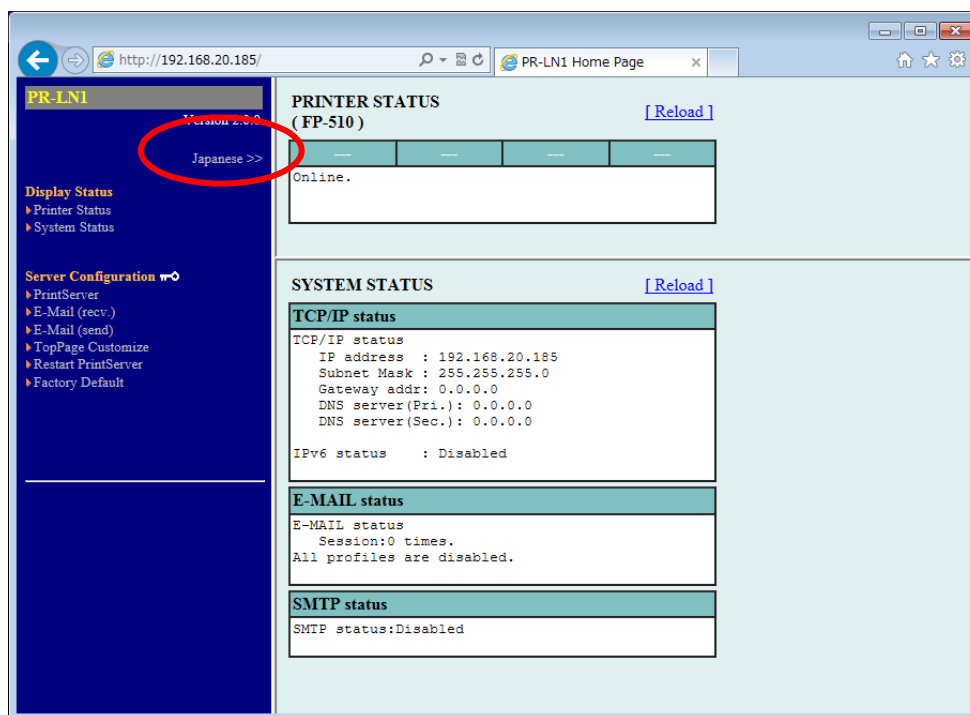 http://192.168.20.185/
PR-LN1 Home Page
PR-LN1
Version 2.0.0
Japanese >>
Display Status
Printer Status
System Status
Server Configuration
PrintServer
E-Mail (recv.)
E-Mail (send)
TopPage Customize
Restart PrintServer
Factory Default
PRINTER STATUS
( FP-510 )
[ Reload ]
--- --- --- ---
Online.
SYSTEM STATUS
[ Reload ]
TCP/IP status
TCP/IP status
IP address : 192.168.20.185
Subnet Mask : 255.255.255.0
Gateway addr: 0.0.0.0
DNS server(Pri.): 0.0.0.0
DNS server(Sec.): 0.0.0.0
IPv6 status : Disabled
E-MAIL status
E-MAIL status
Session:0 times.
All profiles are disabled.
SMTP status
SMTP status:Disabled